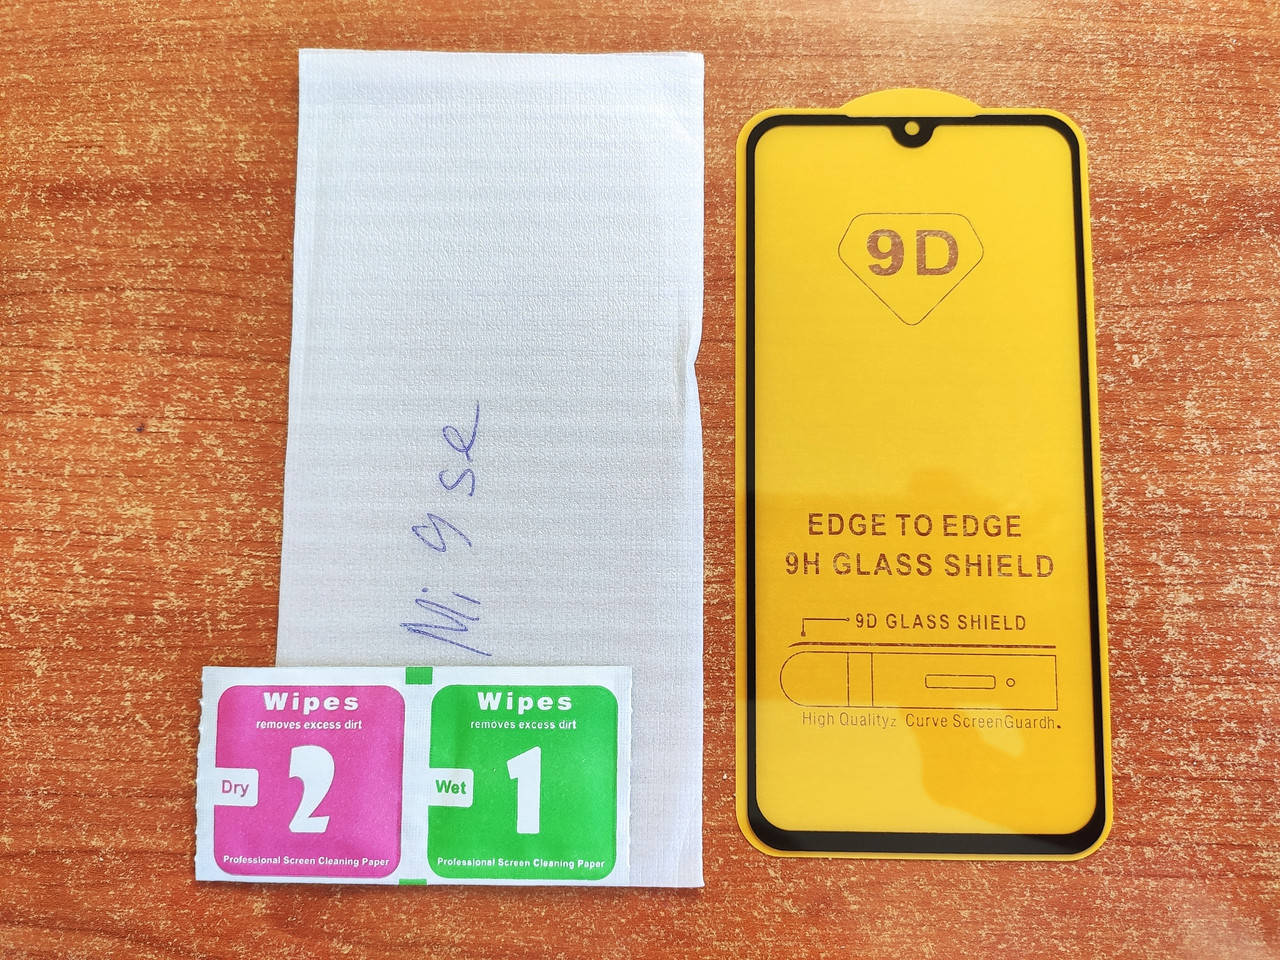 Mi 9 se
Wipes
removes excess dirt
Dry
2
Professional Screen Cleaning Paper
Wipes
removes excess dirt
Wet
1
Professional Screen Cleaning Paper
9D
EDGE TO EDGE
9H GLASS SHIELD
9D GLASS SHIELD
High Qualityz Curve ScreenGuardh.